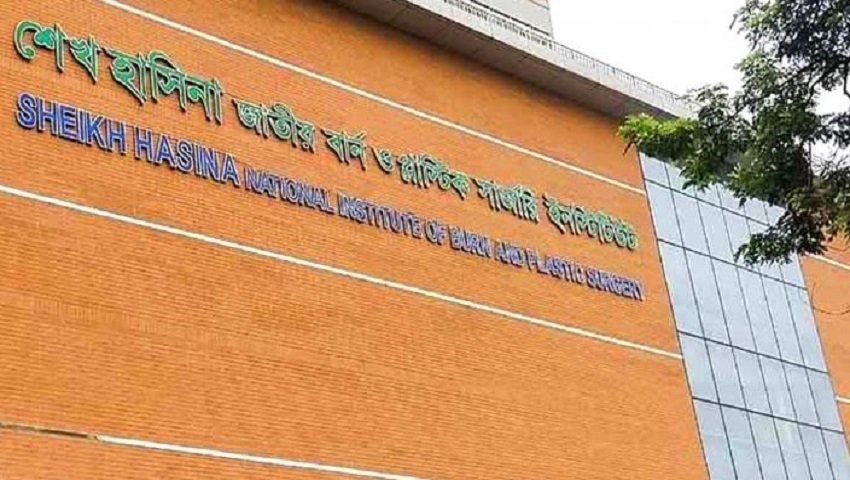 শেখ হাসিনা জাতীয় বার্ন ও প্লাস্টিক সার্জারি ইনস্টিটিউট
SHEIKH HASINA NATIONAL INSTITUTE OF BURN AND PLASTIC SURGERY